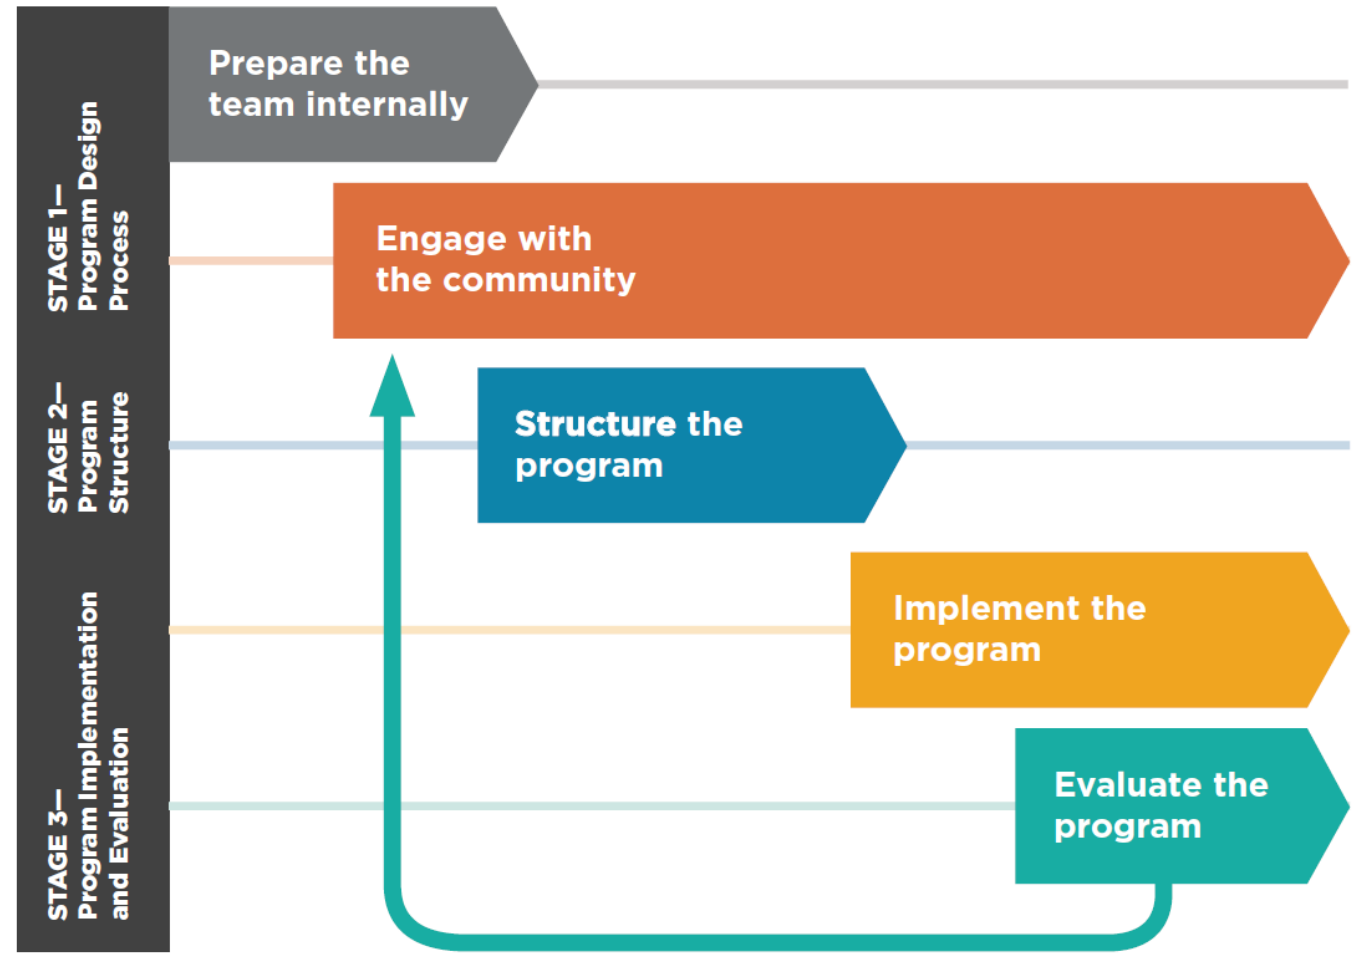 STAGE 1—
Program Design
Process
Prepare the
team internally
Engage with
the community
STAGE 2—
Program
Structure
Structure the
program
STAGE 3—
Program Implementation
and Evaluation
Implement the
program
Evaluate the
program